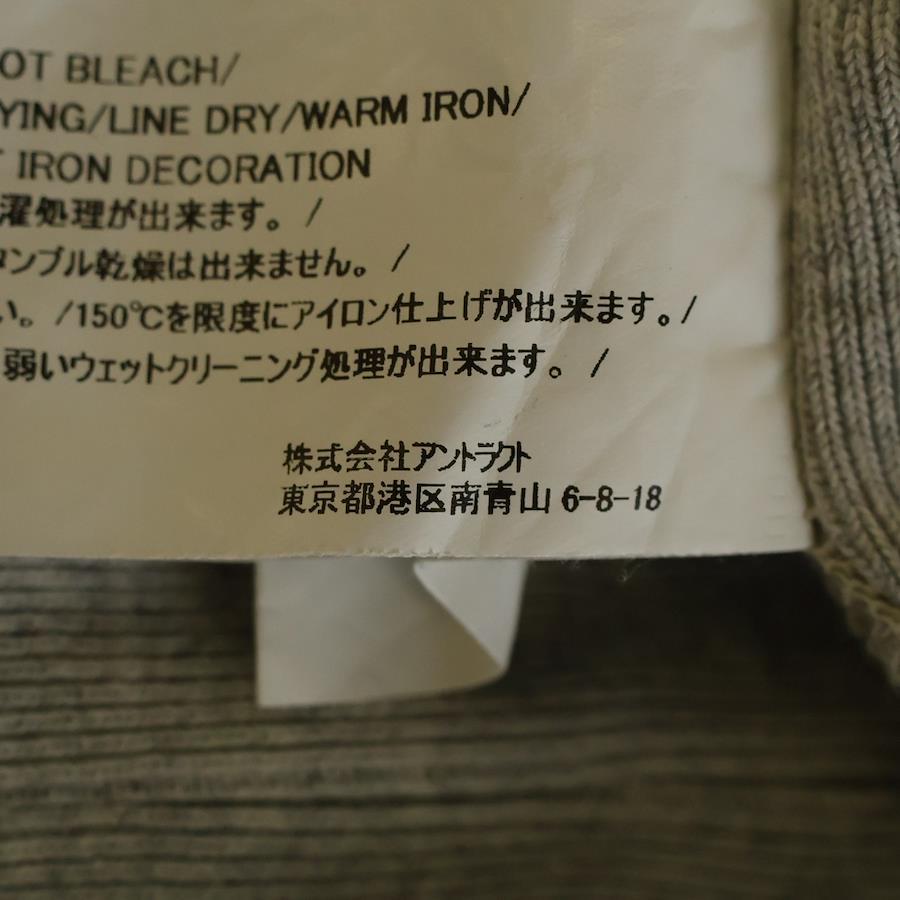 OT BLEACH/
YING/LINE DRY/WARM IRON/
IRON DECORATION
濯処理が出来ます。 /
タンブル乾燥は出来ません。 /
い。 /150℃を限度にアイロン仕上げが出来ます。/
弱いウェットクリーニング処理が出来ます。 /
株式会社アントラクト
東京都港区南青山 6-8-18